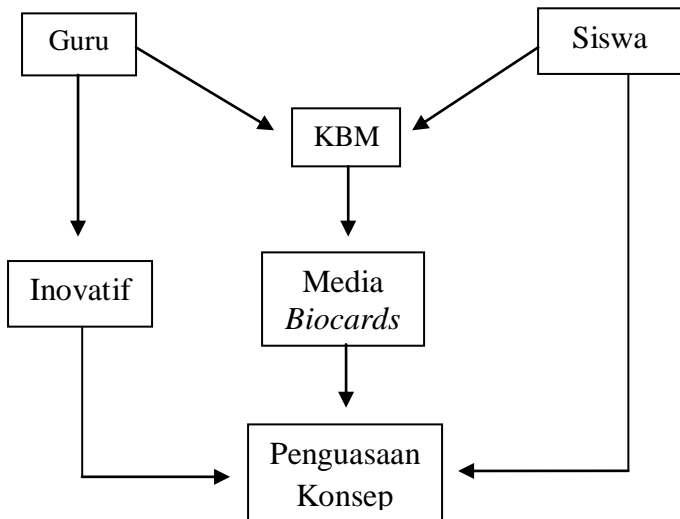 Guru
Siswa
KBM
Inovatif
Media
Biocards
Penguasaan
Konsep